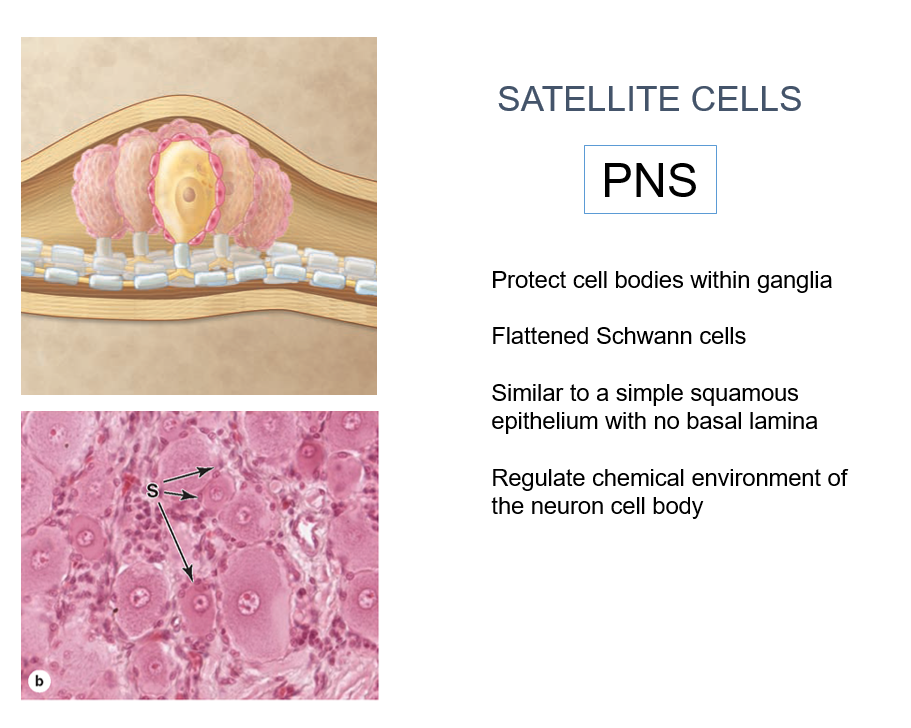 SATELLITE CELLS
PNS
Protect cell bodies within ganglia
Flattened Schwann cells
Similar to a simple squamous
epithelium with no basal lamina
Regulate chemical environment of
the neuron cell body
S
b